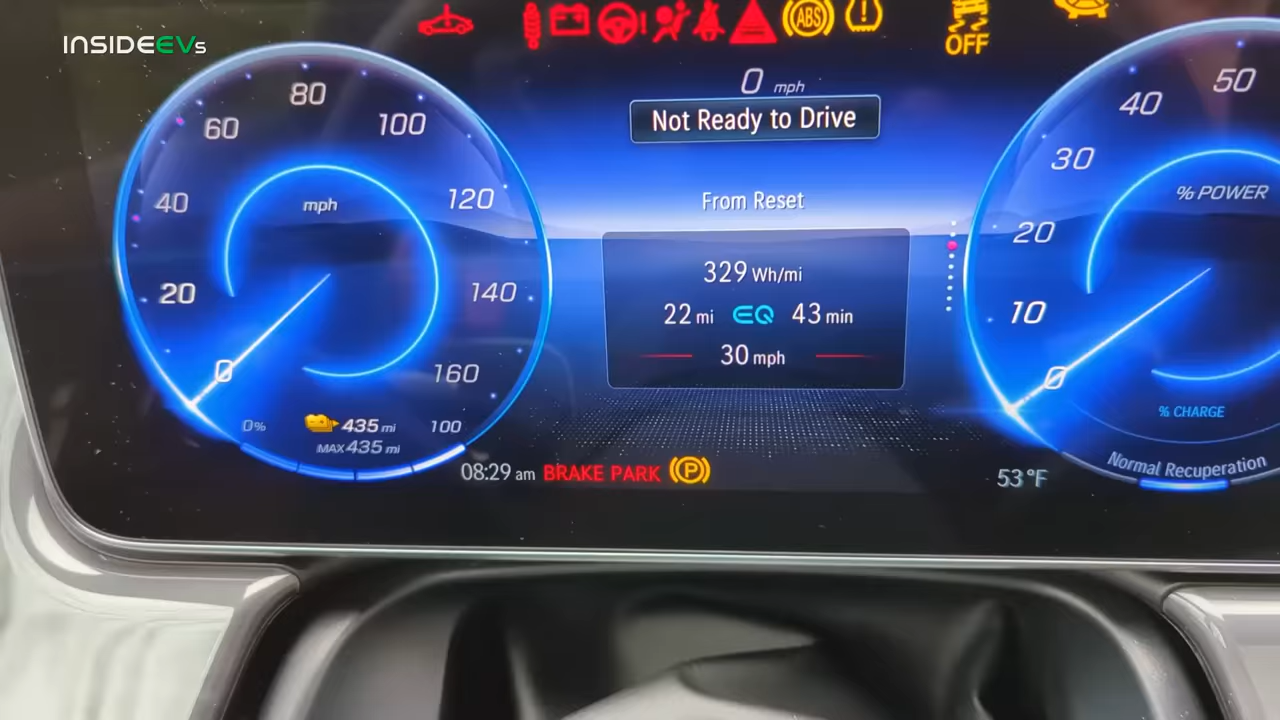 INSIDEEVs
ABS
!
!
OFF
0 mph
Not Ready to Drive
From Reset
329 Wh/mi
22 mi EQ 43 min
30 mph
80
60
100
40
120
mph
20
140
0
160
0%
435 mi
100
MAX 435 mi
08:29 am BRAKE PARK P
50
40
30
% POWER
20
10
0
% CHARGE
Normal Recuperation
53 °F